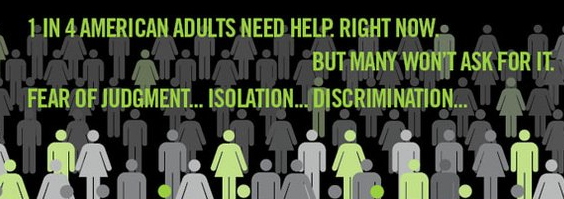 1 IN 4 AMERICAN ADULTS NEED HELP. RIGHT NOW.
BUT MANY WON'T ASK FOR IT.
FEAR OF JUDGMENT... ISOLATION... DISCRIMINATION...